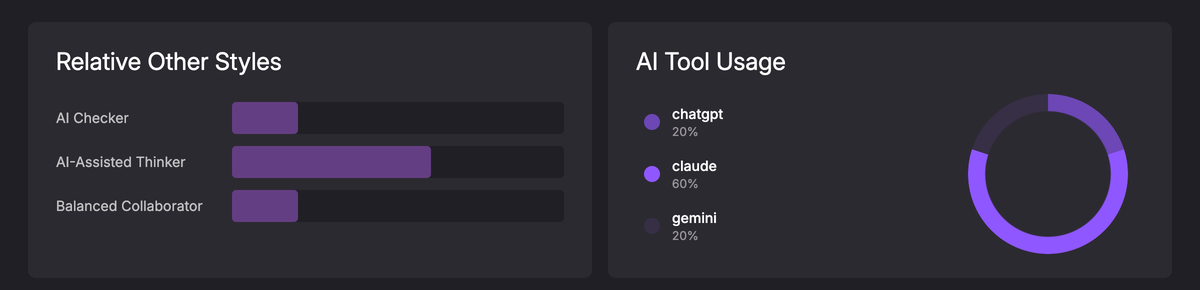 Relative Other Styles
AI Checker
AI-Assisted Thinker
Balanced Collaborator
AI Tool Usage
chatgpt
20%
claude
60%
gemini
20%